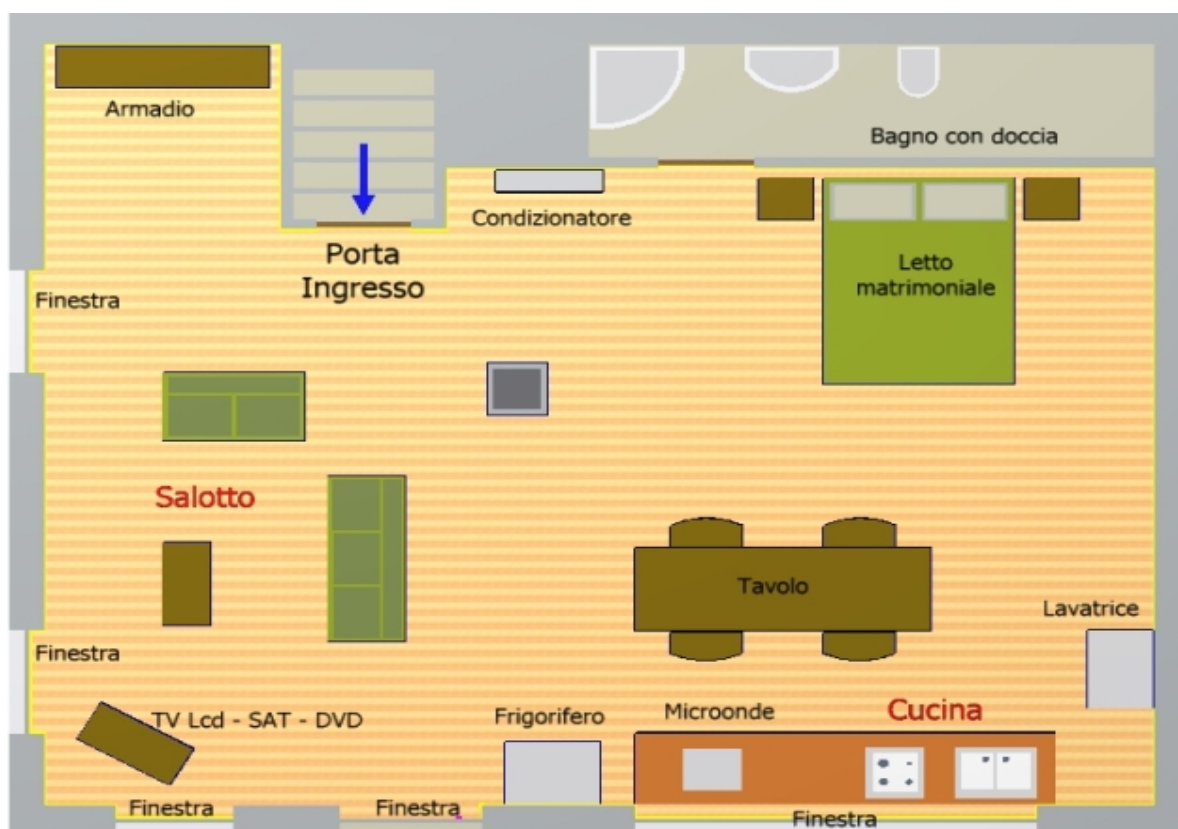 Armadio
Bagno con doccia
Condizionatore
Porta
Ingresso
Letto
matrimoniale
Finestra
Salotto
Tavolo
Lavatrice
Finestra
TV Lcd - SAT - DVD
Frigorifero
Microonde
Cucina
Finestra
Finestra
Finestra